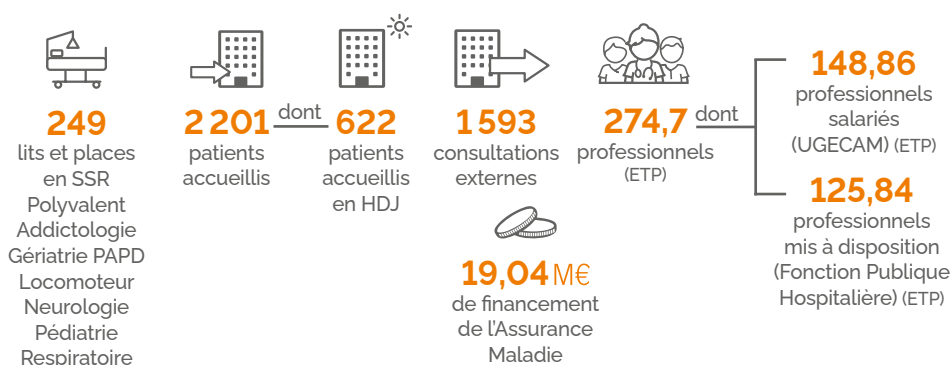 249
lits et places
en SSR
Polyvalent
Addictologie
Gériatrie PAPD
Locomoteur
Neurologie
Pédiatrie
Respiratoire
2 201
patients
accueillis
dont
622
patients
accueillis
en HDJ
1 593
consultations
externes
19,04 M€
de financement
de l'Assurance
Maladie
274,7
professionnels
(ETP)
dont
148,86
professionnels
salariés
(UGECAM) (ETP)
125,84
professionnels
mis à disposition
(Fonction Publique
Hospitalière) (ETP)